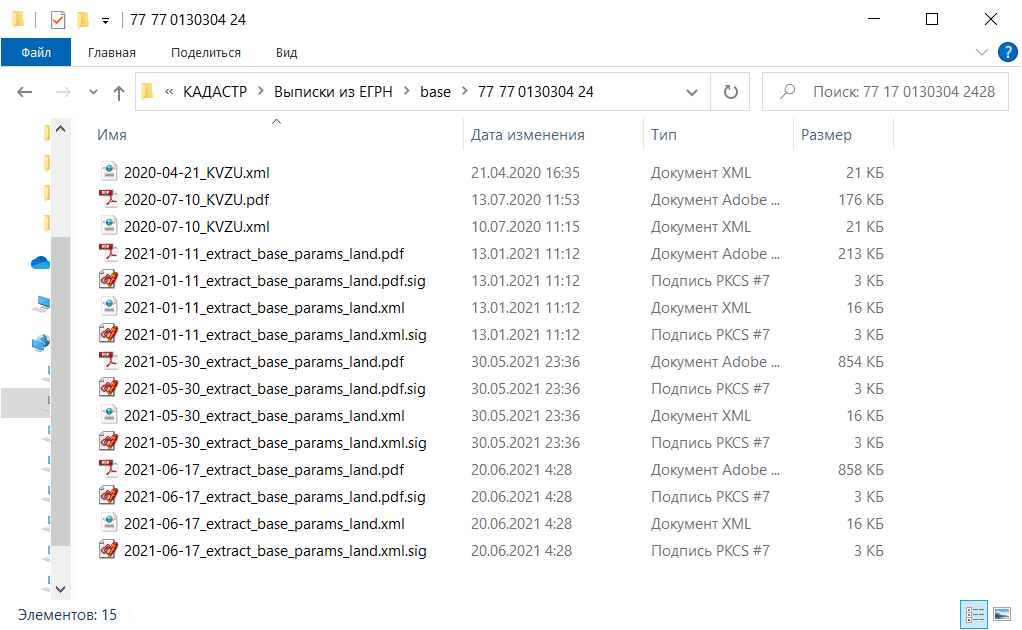 77 77 0130304 24
Файл Главная Поделиться Вид ?
« КАДАСТР > Выписки из ЕГРН > base > 77 77 0130304 24 Поиск: 77 17 0130304 2428
Имя Дата изменения Тип Размер
2020-04-21_KVZU.xml 21.04.2020 16:35 Документ XML 21 КБ
2020-07-10_KVZU.pdf 13.07.2020 11:53 Документ Adobe ... 176 КБ
2020-07-10_KVZU.xml 10.07.2020 11:15 Документ XML 21 КБ
2021-01-11_extract_base_params_land.pdf 13.01.2021 11:12 Документ Adobe ... 213 КБ
2021-01-11_extract_base_params_land.pdf.sig 13.01.2021 11:12 Подпись PKCS #7 3 КБ
2021-01-11_extract_base_params_land.xml 13.01.2021 11:12 Документ XML 16 КБ
2021-01-11_extract_base_params_land.xml.sig 13.01.2021 11:12 Подпись PKCS #7 3 КБ
2021-05-30_extract_base_params_land.pdf 30.05.2021 23:36 Документ Adobe ... 854 КБ
2021-05-30_extract_base_params_land.pdf.sig 30.05.2021 23:36 Подпись PKCS #7 3 КБ
2021-05-30_extract_base_params_land.xml 30.05.2021 23:36 Документ XML 16 КБ
2021-05-30_extract_base_params_land.xml.sig 30.05.2021 23:36 Подпись PKCS #7 3 КБ
2021-06-17_extract_base_params_land.pdf 20.06.2021 4:28 Документ Adobe ... 858 КБ
2021-06-17_extract_base_params_land.pdf.sig 20.06.2021 4:28 Подпись PKCS #7 3 КБ
2021-06-17_extract_base_params_land.xml 20.06.2021 4:28 Документ XML 16 КБ
2021-06-17_extract_base_params_land.xml.sig 20.06.2021 4:28 Подпись PKCS #7 3 КБ
Элементов: 15